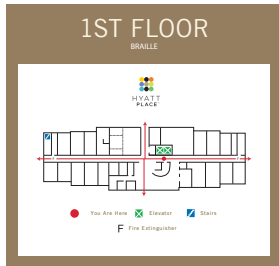 1ST FLOOR
BRAILLE
HYATT
PLACE
You Are Here Elevator Stairs
F Fire Extinguisher